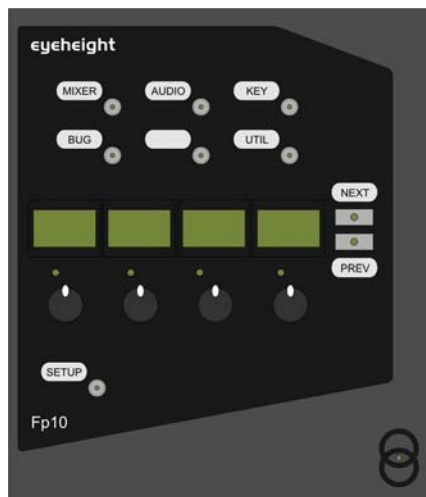 eyeheight
MIXER AUDIO KEY
BUG UTIL
NEXT
PREV
SETUP
Fp10